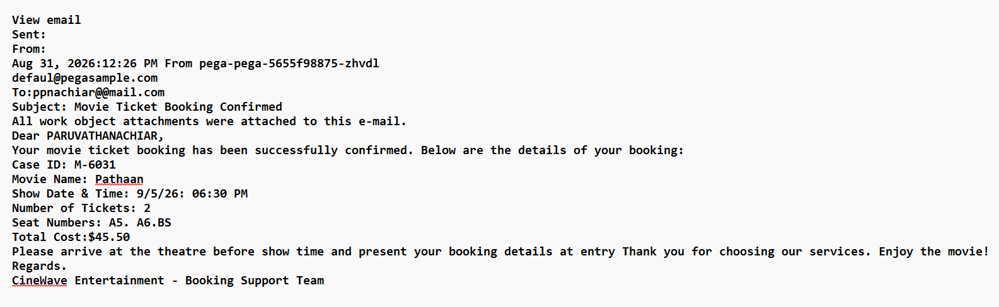 View email
Sent:
From:
Aug 31, 2026:12:26 PM From pega-pega-5655f98875-zhvdl
defaul@pegasample.com
To:ppnachiar@@mail.com
Subject: Movie Ticket Booking Confirmed
All work object attachments were attached to this e-mail.
Dear PARUVATHANACHIAR,
Your movie ticket booking has been successfully confirmed. Below are the details of your booking:
Case ID: M-6031
Movie Name: Pathaan
Show Date & Time: 9/5/26: 06:30 PM
Number of Tickets: 2
Seat Numbers: A5. A6.BS
Total Cost:$45.50
Please arrive at the theatre before show time and present your booking details at entry Thank you for choosing our services. Enjoy the movie!
Regards.
CineWave Entertainment - Booking Support Team